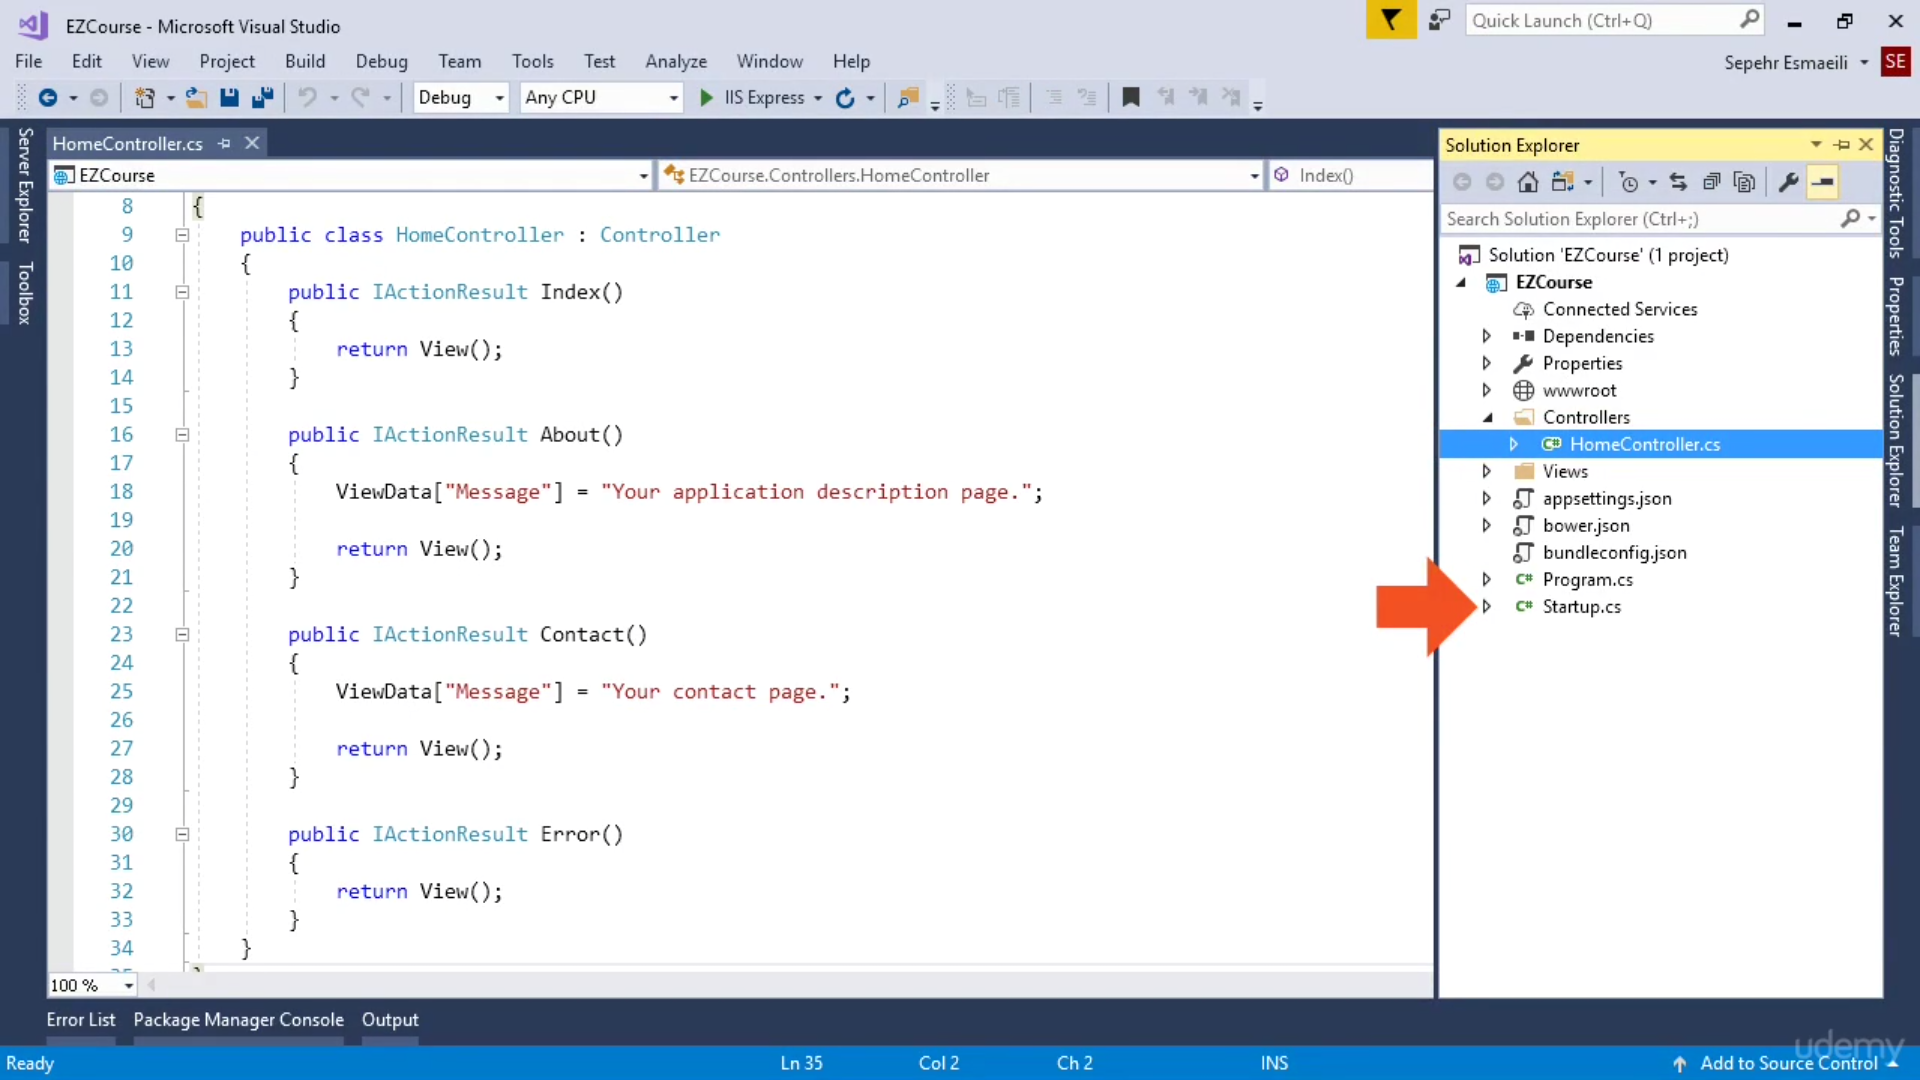 EZCourse - Microsoft Visual Studio
Quick Launch (Ctrl+Q)
File Edit View Project Build Debug Team Tools Test Analyze Window Help
Sepehr Esmaeili SE
Debug Any CPU IIS Express
Server Explorer
Toolbox
HomeController.cs
EZCourse EZCourse.Controllers.HomeController Index()
8 {
9 public class HomeController : Controller
10 {
11 public IActionResult Index()
12 {
13 return View();
14 }
15
16 public IActionResult About()
17 {
18 ViewData["Message"] = "Your application description page.";
19
20 return View();
21 }
22
23 public IActionResult Contact()
24 {
25 ViewData["Message"] = "Your contact page.";
26
27 return View();
28 }
29
30 public IActionResult Error()
31 {
32 return View();
33 }
34 }
35 }
100 %
Solution Explorer
Search Solution Explorer (Ctrl+;)
Solution 'EZCourse' (1 project)
EZCourse
Connected Services
Dependencies
Properties
wwwroot
Controllers
C# HomeController.cs
Views
appsettings.json
bower.json
bundleconfig.json
C# Program.cs
C# Startup.cs
Diagnostic Tools
Properties
Solution Explorer
Team Explorer
Error List Package Manager Console Output
Ready Ln 35 Col 2 Ch 2 INS Add to Source Control
udemy